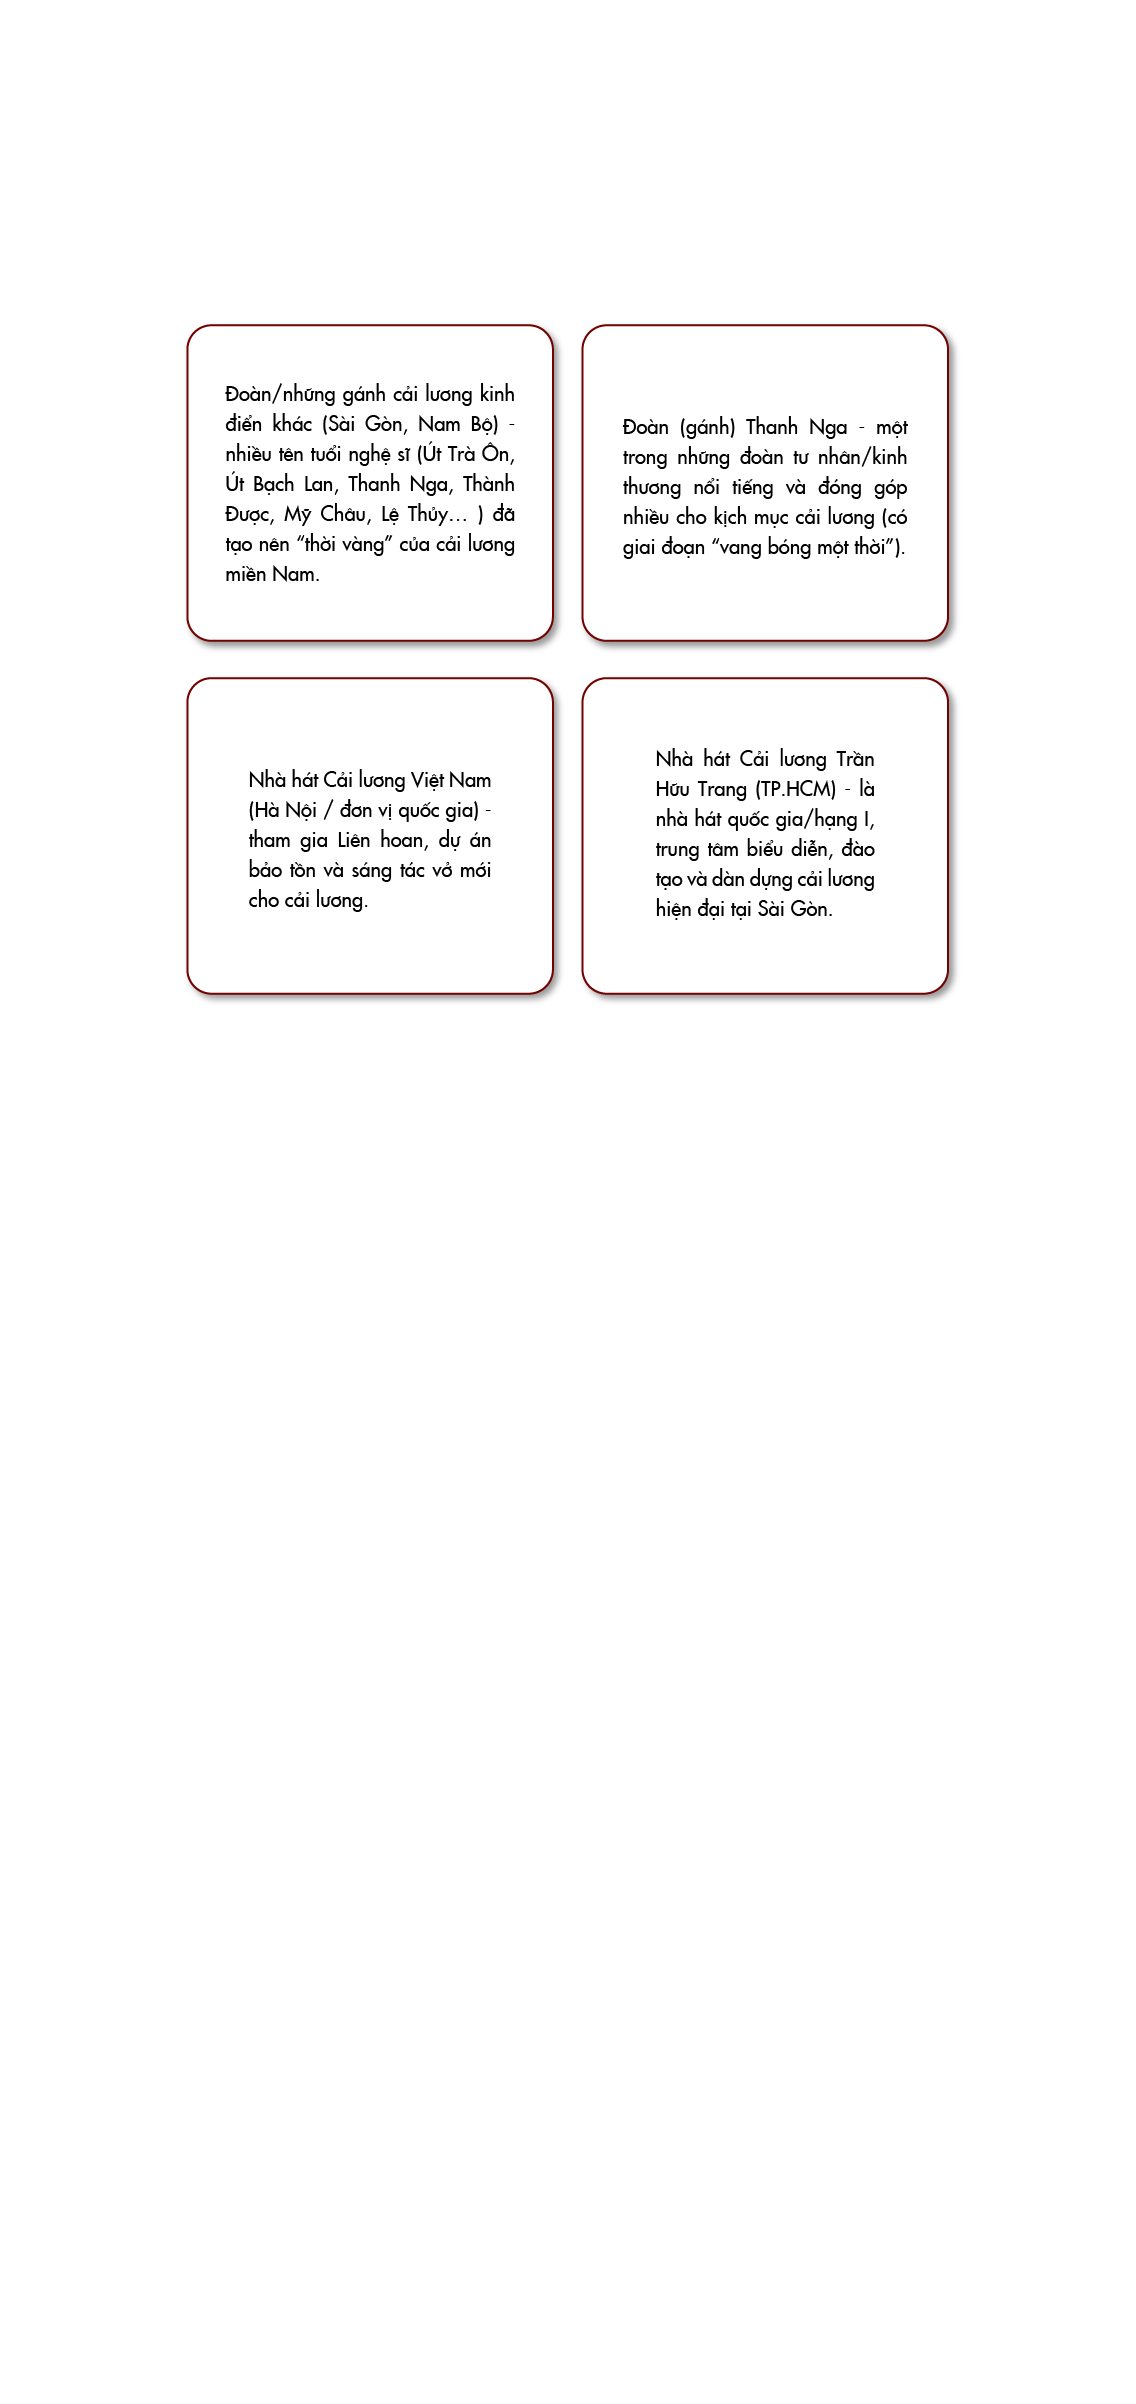 Đoàn/những gánh cải lương kinh
điển khác (Sài Gòn, Nam Bộ) -
nhiều tên tuổi nghệ sĩ (Út Trà Ôn,
Út Bạch Lan, Thanh Nga, Thành
Được, Mỹ Châu, Lệ Thủy... ) đã
tạo nên “thời vàng” của cải lương
miền Nam.
Đoàn (gánh) Thanh Nga - một
trong những đoàn tư nhân/kinh
thương nổi tiếng và đóng góp
nhiều cho kịch mục cải lương (có
giai đoạn “vang bóng một thời”).
Nhà hát Cải lương Việt Nam
(Hà Nội / đơn vị quốc gia) -
tham gia Liên hoan, dự án
bảo tồn và sáng tác vở mới
cho cải lương.
Nhà hát Cải lương Trần
Hữu Trang (TP.HCM) - là
nhà hát quốc gia/hạng I,
trung tâm biểu diễn, đào
tạo và dàn dựng cải lương
hiện đại tại Sài Gòn.